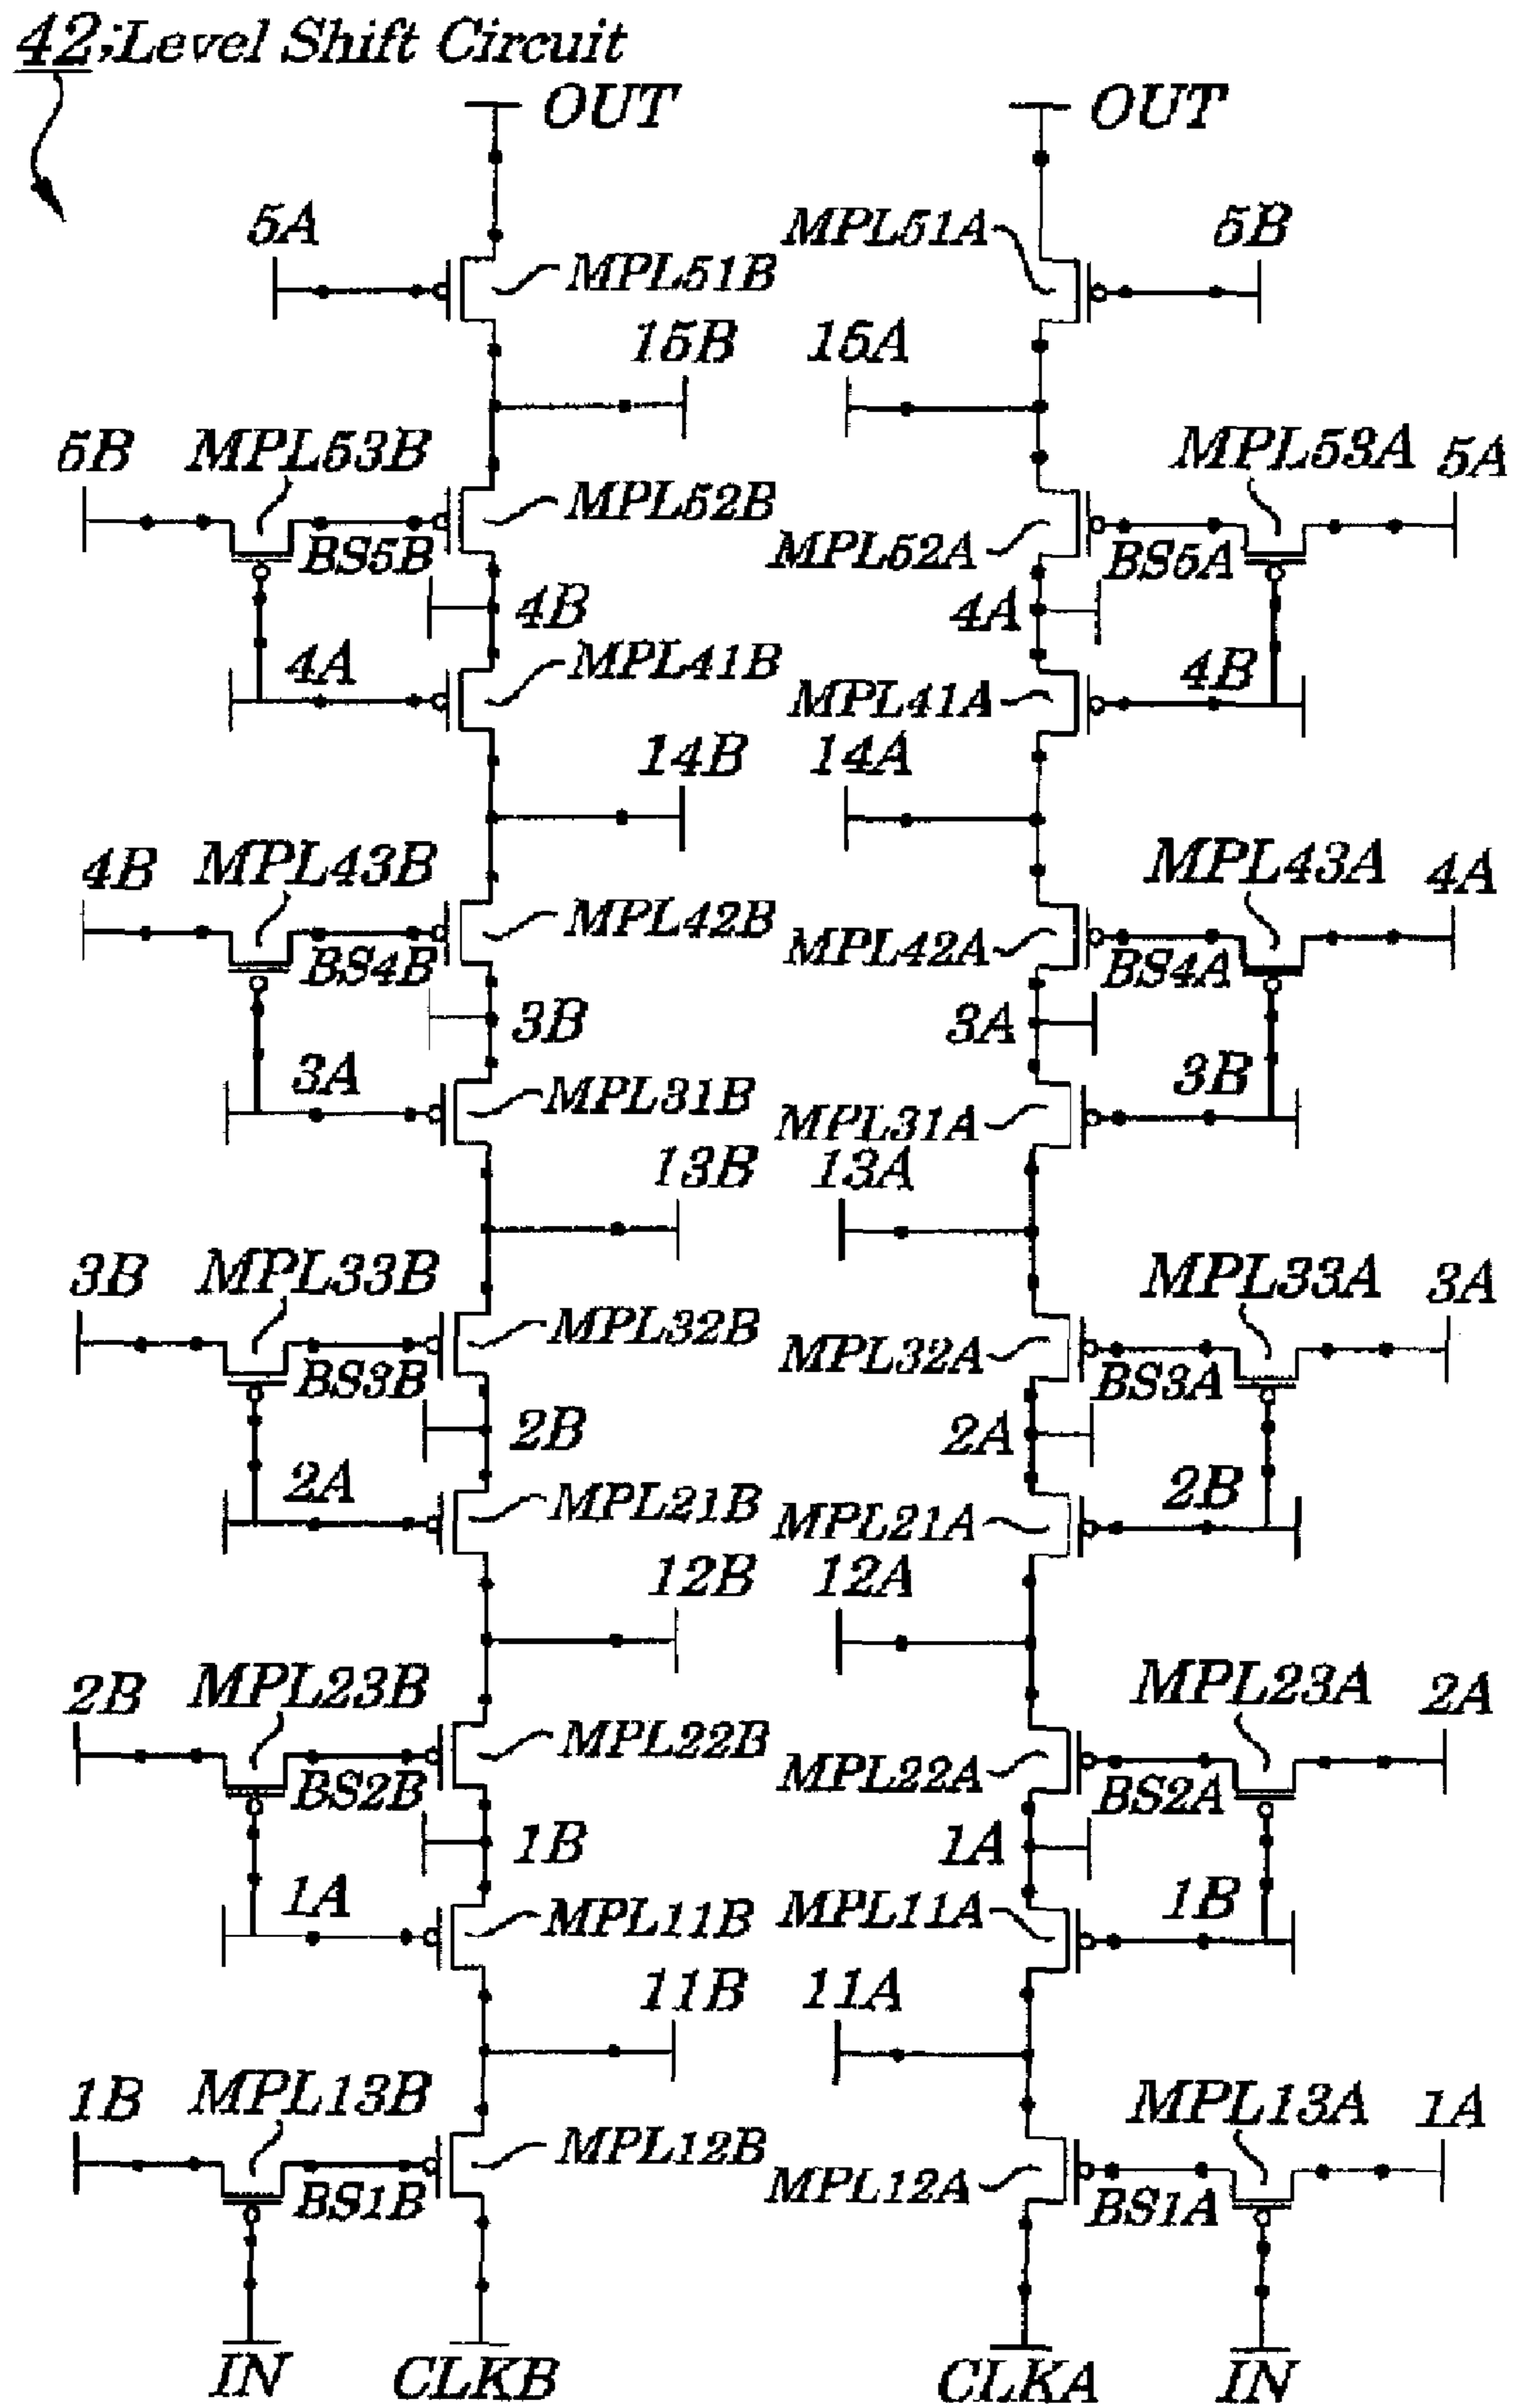 42;Level Shift Circuit
OUT OUT
5A MPL51B MPL51A 5B
15B 15A
5B MPL53B MPL52B MPL52A MPL53A 5A
BS5B BS5A
4B 4A
4A MPL41B MPL41A 4B
14B 14A
4B MPL43B MPL42B MPL42A MPL43A 4A
BS4B BS4A
3B 3A
3A MPL31B MPL31A 3B
13B 13A
3B MPL33B MPL32B MPL32A MPL33A 3A
BS3B BS3A
2B 2A
2A MPL21B MPL21A 2B
12B 12A
2B MPL23B MPL22B MPL22A MPL23A 2A
BS2B BS2A
1B 1A
1A MPL11B MPL11A 1B
11B 11A
1B MPL13B MPL12B MPL12A MPL13A 1A
BS1B BS1A
IN CLKB CLKA IN